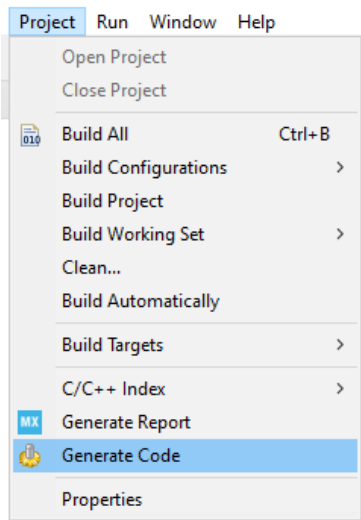 Project Run Window Help
Open Project
Close Project
010
Build All Ctrl+B
Build Configurations >
Build Project
Build Working Set >
Clean...
Build Automatically
Build Targets >
C/C++ Index >
MX Generate Report
Generate Code
Properties